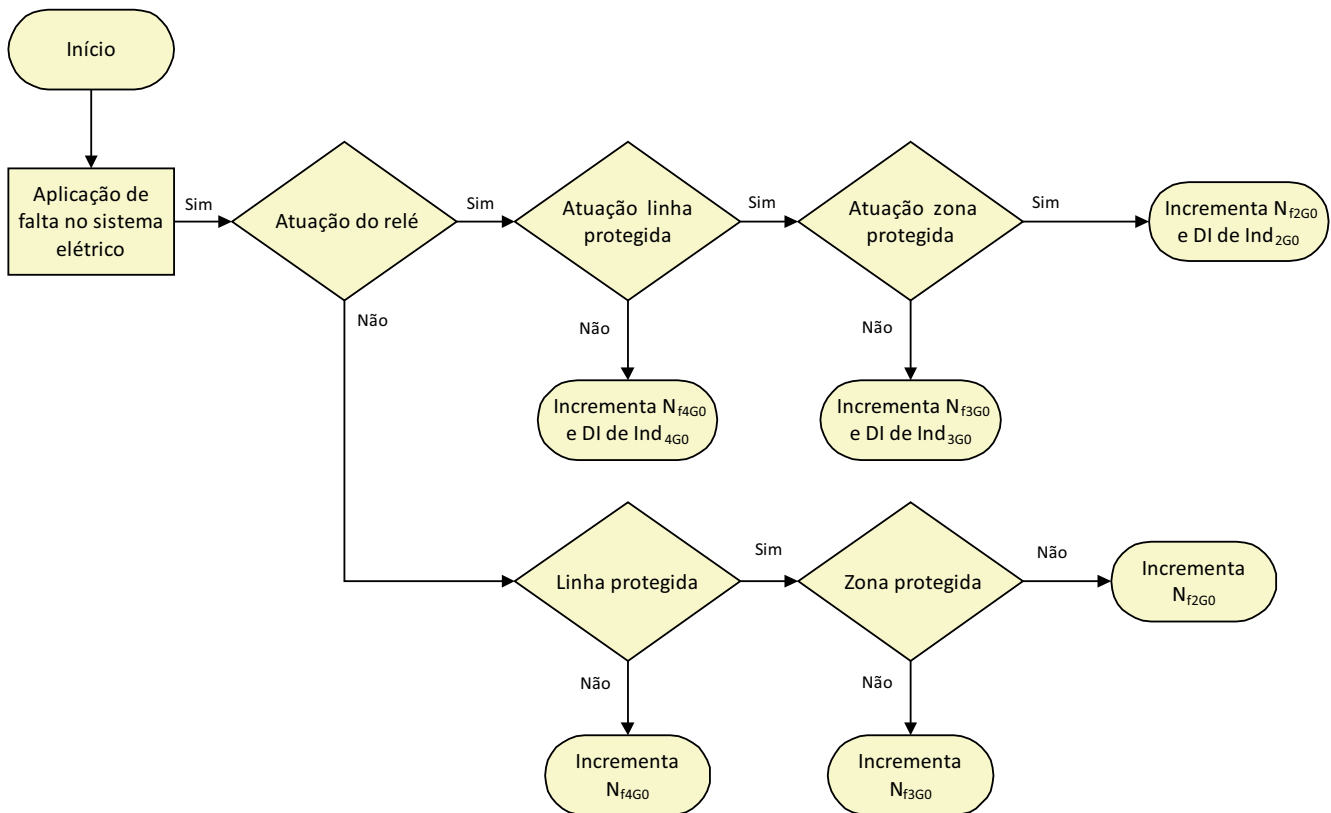 Início
Aplicação de
falta no sistema
elétrico
Sim
Atuação do relé
Sim
Atuação linha
protegida
Sim
Atuação zona
protegida
Sim
Incrementa Nf2G0
e DI de Ind2G0
Não
Não
Não
Incrementa Nf4G0
e DI de Ind4G0
Incrementa Nf3G0
e DI de Ind3G0
Linha protegida
Sim
Zona protegida
Não
Incrementa
Nf2G0
Não
Não
Incrementa
Nf4G0
Incrementa
Nf3G0